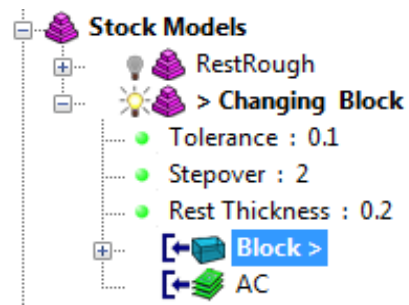 Stock Models
RestRough
> Changing Block
Tolerance : 0.1
Stepover : 2
Rest Thickness : 0.2
Block >
AC